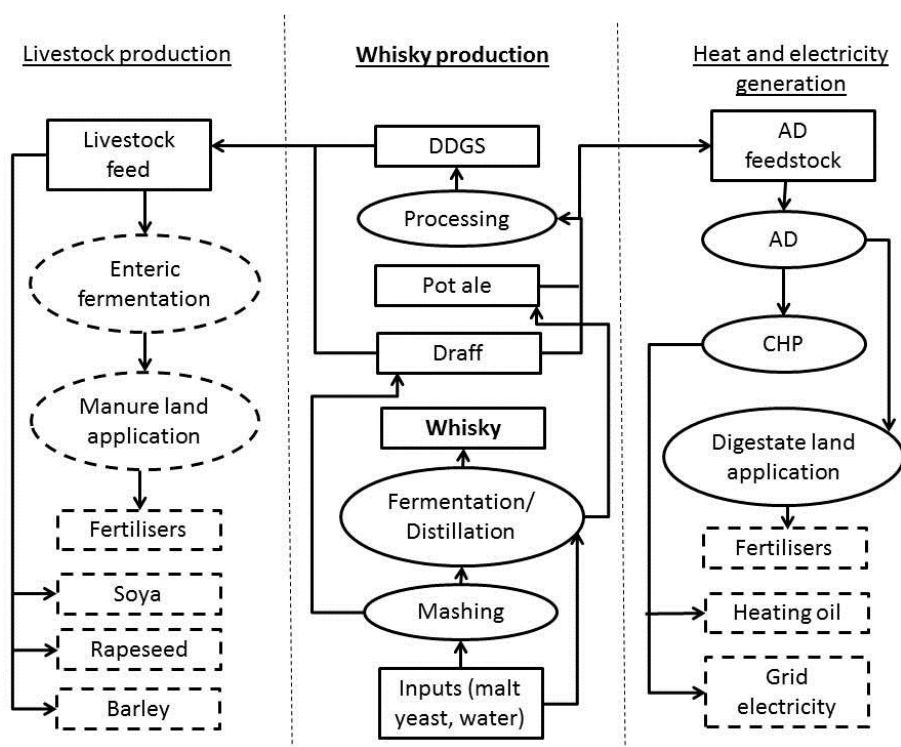 Livestock production
Livestock
feed
Enteric
fermentation
Manure land
application
Fertilisers
Soya
Rapeseed
Barley
Whisky production
DDGS
Processing
Pot ale
Draff
Whisky
Fermentation/
Distillation
Mashing
Inputs (malt
yeast, water)
Heat and electricity
generation
AD
feedstock
AD
CHP
Digestate land
application
Fertilisers
Heating oil
Grid
electricity